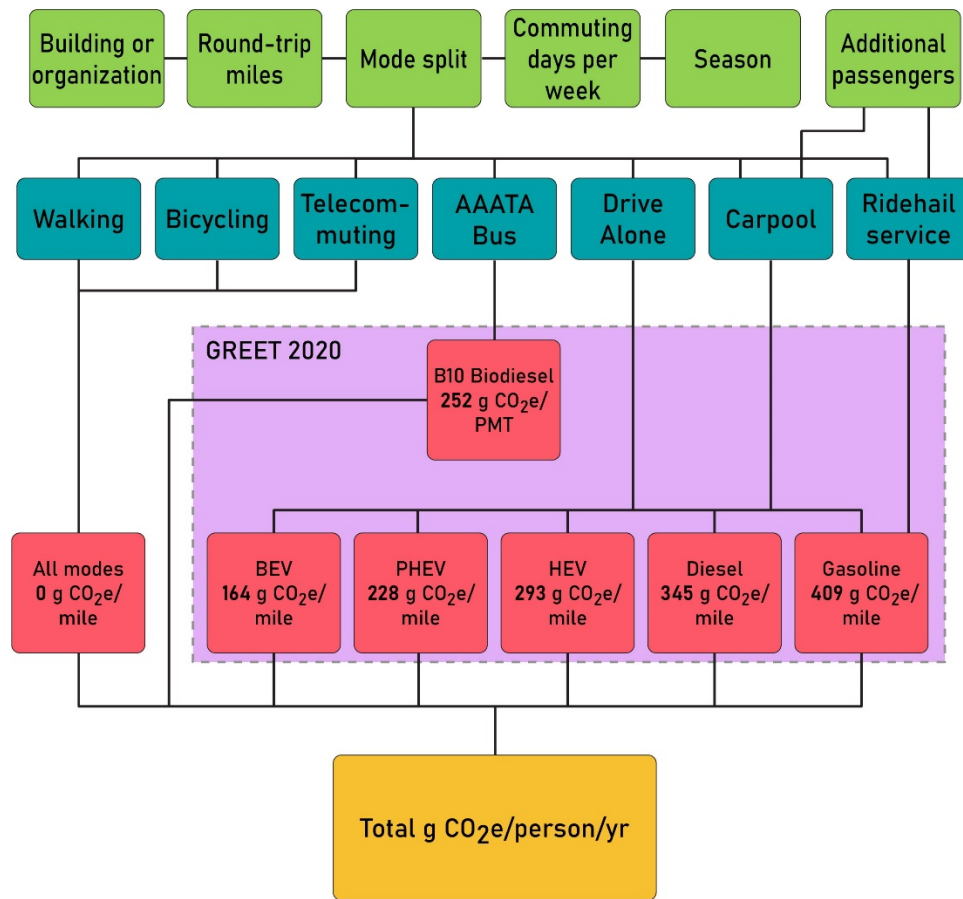 Building or
organization
Round-trip
miles
Mode split
Commuting
days per
week
Season
Additional
passengers
Walking
Bicycling
Telecom-
muting
AAATA
Bus
Drive
Alone
Carpool
Ridehail
service
GREET 2020
B10 Biodiesel
252 g CO₂e/
PMT
All modes
0 g CO₂e/
mile
BEV
164 g CO₂e/
mile
PHEV
228 g CO₂e/
mile
HEV
293 g CO₂e/
mile
Diesel
345 g CO₂e/
mile
Gasoline
409 g CO₂e/
mile
Total g CO₂e/person/yr